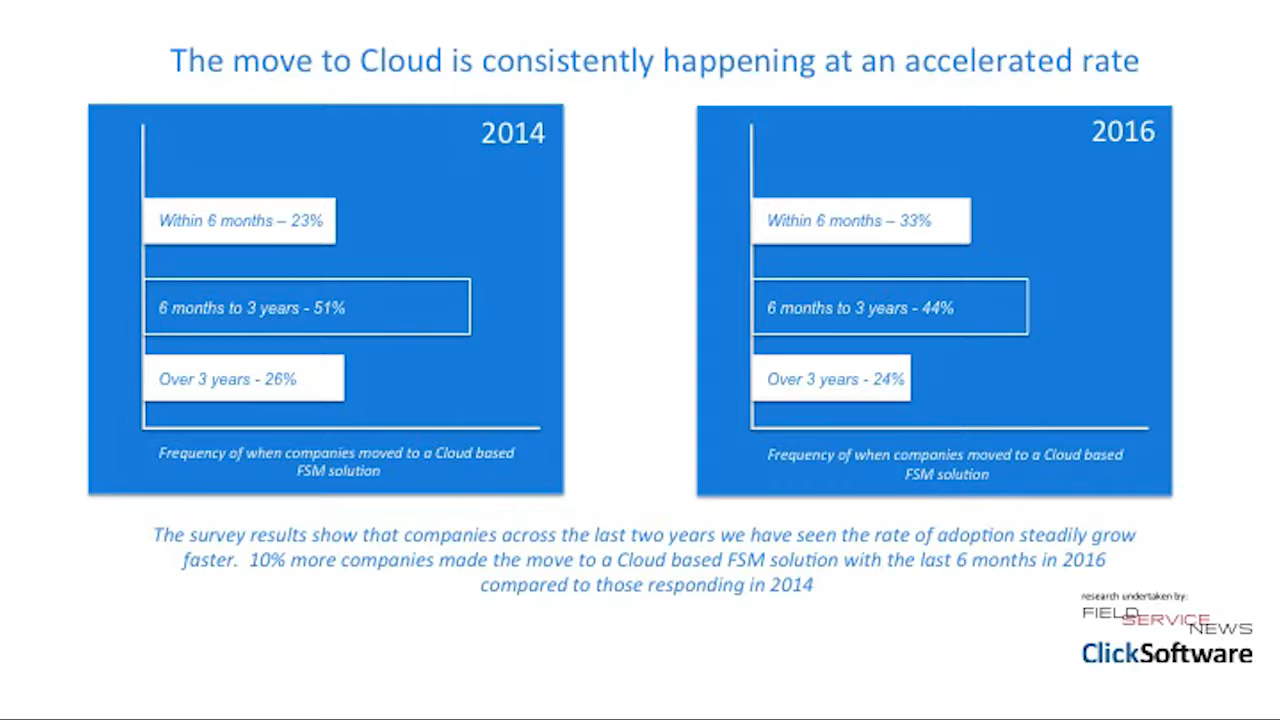 The move to Cloud is consistently happening at an accelerated rate
2014
Within 6 months – 23%
6 months to 3 years - 51%
Over 3 years - 26%
Frequency of when companies moved to a Cloud based
FSM solution
2016
Within 6 months – 33%
6 months to 3 years - 44%
Over 3 years - 24%
Frequency of when companies moved to a Cloud based
FSM solution
The survey results show that companies across the last two years we have seen the rate of adoption steadily grow
faster.  10% more companies made the move to a Cloud based FSM solution with the last 6 months in 2016
compared to those responding in 2014
research undertaken by:
FIELD
SERVICE
NEWS
ClickSoftware